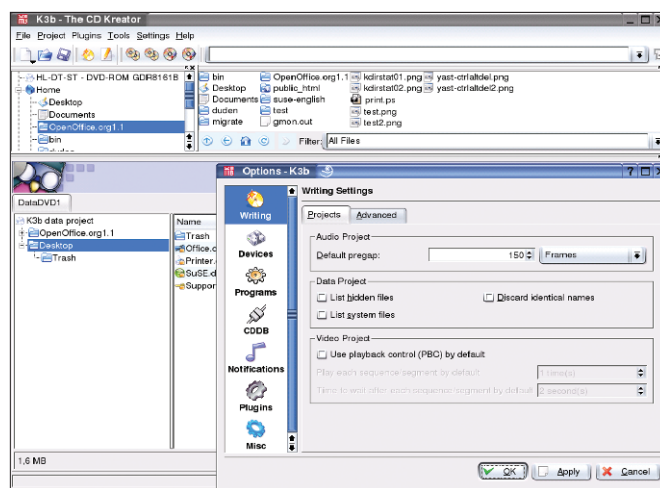 K3b - The CD Kreator
File Project Plugins Tools Settings Help
HL-DT-ST - DVD-ROM GDR8161B
Home
Desktop
Documents
OpenOffice.org1.1
bin
duden
bin
Desktop
Documents
duden
migrate
OpenOffice.org1.1
public_html
suse-english
test
gmon.out
kdirstat01.png
kdirstat02.png
print.ps
test.png
test2.png
yast-ctrlaltdel.png
yast-ctrlaltdel2.png
Filter: All Files
DataDVD1
K3b data project
OpenOffice.org1.1
Desktop
Trash
Name
Trash
Office.
Printer.
SuSE.d
Suppor
1,6 MB
Options - K3b
Writing
Devices
Programs
CDDB
Notifications
Plugins
Misc
Writing Settings
Projects Advanced
Audio Project
Default pregap: 150 Frames
Data Project
List hidden files Discard identical names
List system files
Video Project
Use playback control (PBC) by default
Play each sequence-segment by default 1 time(s)
Time to wait after each sequence-segment by default 2 second(s)
OK Apply Cancel